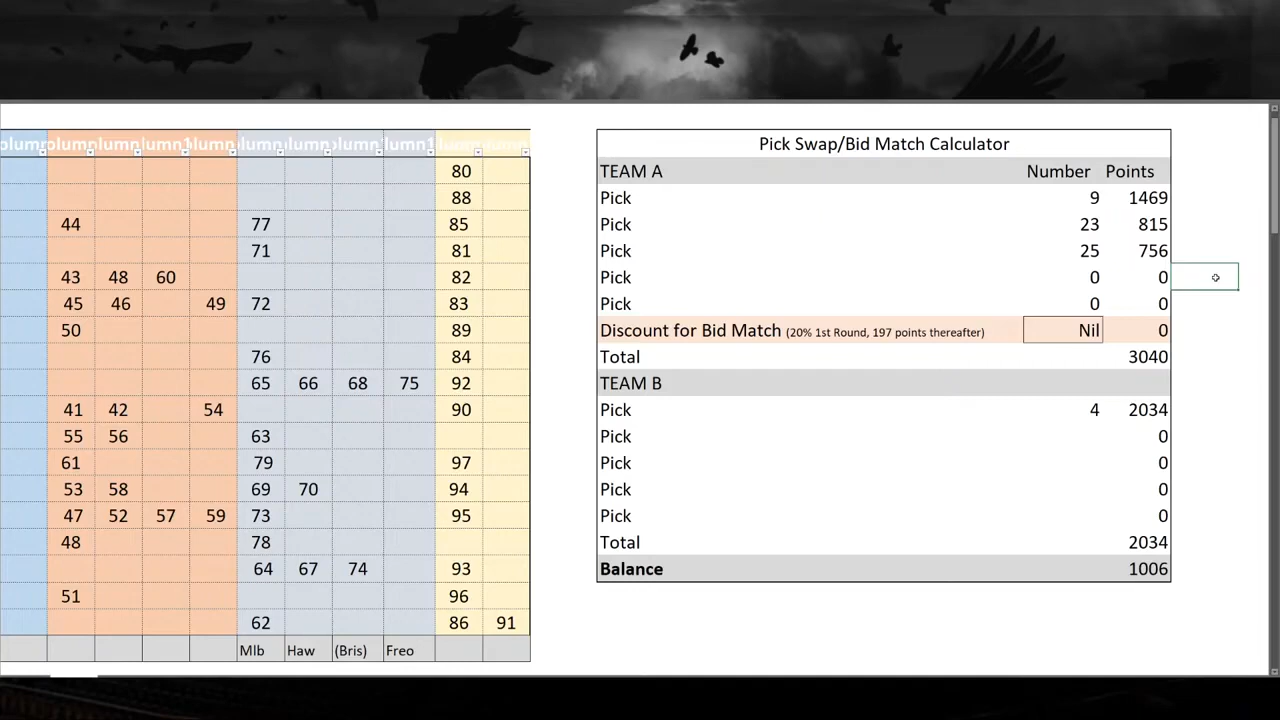 80
88
44 77 85
71 81
43 48 60 82
45 46 49 72 83
50 89
76 84
65 66 68 75 92
41 42 54 90
55 56 63
61 79 97
53 58 69 70 94
47 52 57 59 73 95
48 78
64 67 74 93
51 96
62 86 91
Mlb Haw (Bris) Freo
Pick Swap/Bid Match Calculator
TEAM A Number Points
Pick 9 1469
Pick 23 815
Pick 25 756
Pick 0 0
Pick 0 0
Discount for Bid Match (20% 1st Round, 197 points thereafter) Nil 0
Total 3040
TEAM B
Pick 4 2034
Pick 0
Pick 0
Pick 0
Pick 0
Total 2034
Balance 1006